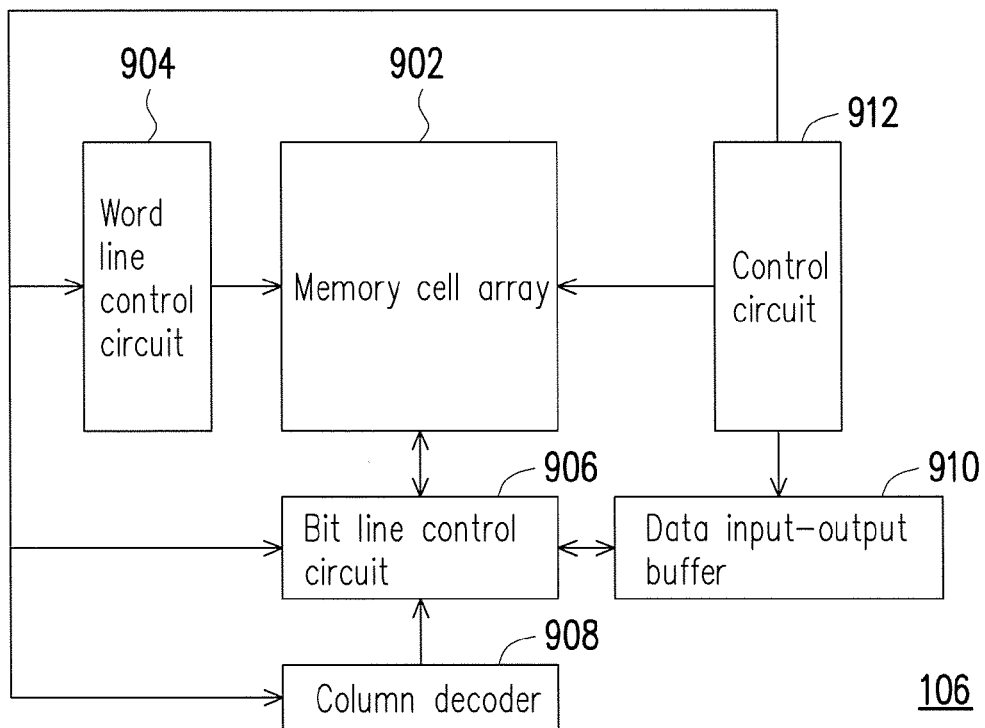 904
902
912
Word
line
control
circuit
Memory cell array
Control
circuit
906
910
Bit line control
circuit
Data input-output
buffer
908
Column decoder
106